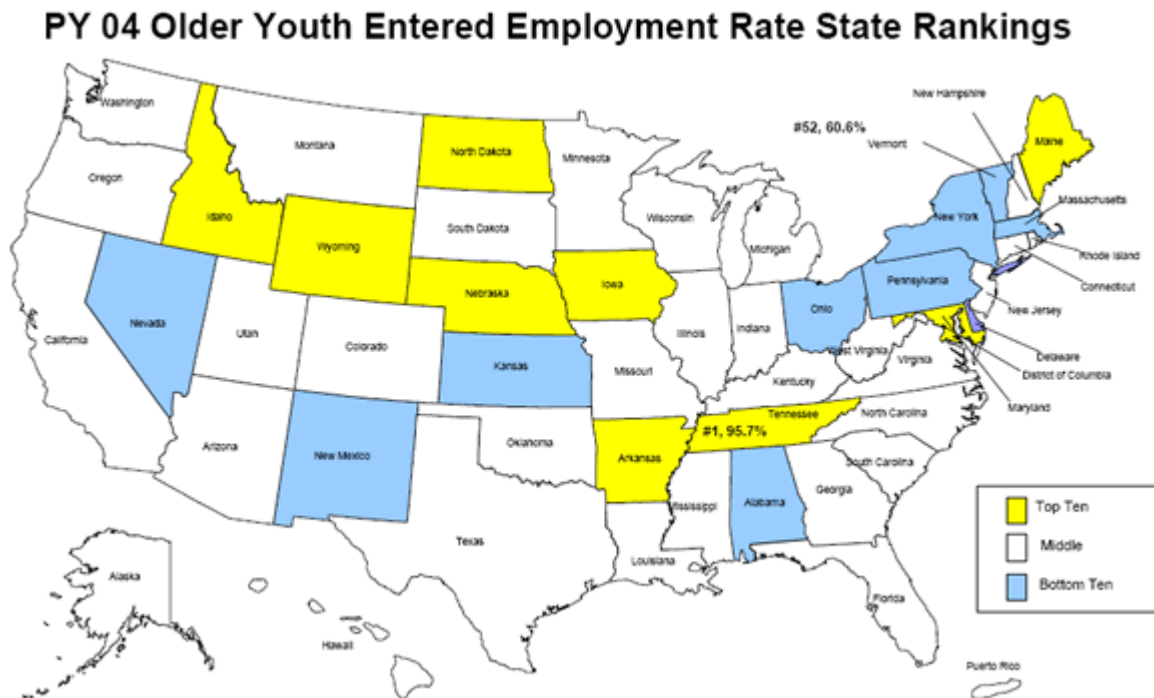 PY 04 Older Youth Entered Employment Rate State Rankings
Washington
New Hampshire
Montana
North Dakota
#52, 60.6%
Maine
Minnesota
Vermont
Oregon
Massachusetts
Idaho
Wisconsin
New York
South Dakota
Wyoming
Michigan
Rhode Island
Pennsylvania
Iowa
Connecticut
Nebraska
New Jersey
Nevada
Ohio
Illinois
Indiana
California
Utah
Colorado
West Virginia
Delaware
Virginia
Kansas
Missouri
District of Columbia
Kentucky
Maryland
Tennessee
North Carolina
#1, 95.7%
Oklahoma
Arizona
New Mexico
Arkansas
South Carolina
Mississippi
Alabama
Georgia
Top Ten
Texas
Middle
Louisiana
Alaska
Bottom Ten
Florida
Hawaii
Puerto Rico